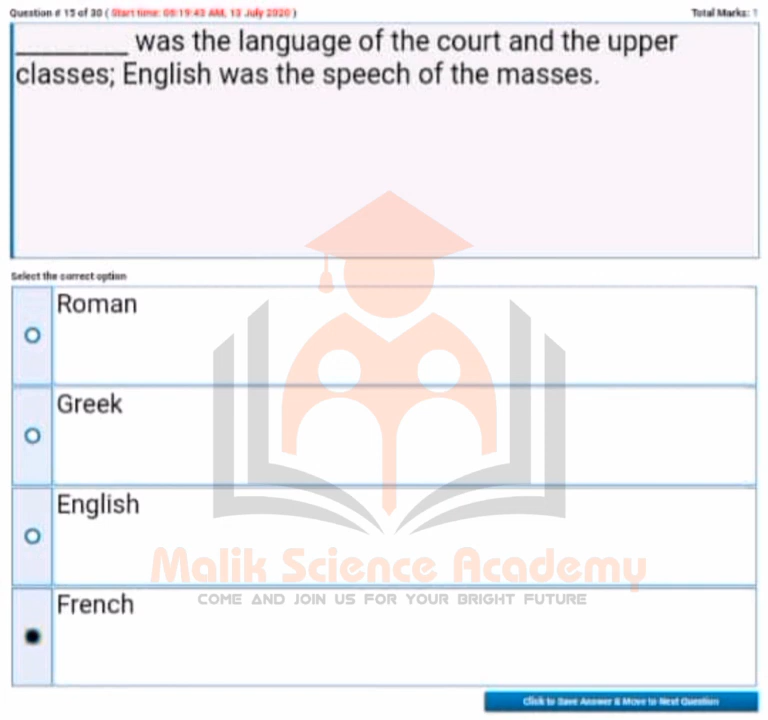 Question # 15 of 30 ( Start time: 08:19:43 AM, 13 July 2020 )
Total Marks: 1
________ was the language of the court and the upper
classes; English was the speech of the masses.
Select the correct option
Roman
Greek
English
Malik Science Academy
COME AND JOIN US FOR YOUR BRIGHT FUTURE
French
Click to Save Answer & Move to Next Question